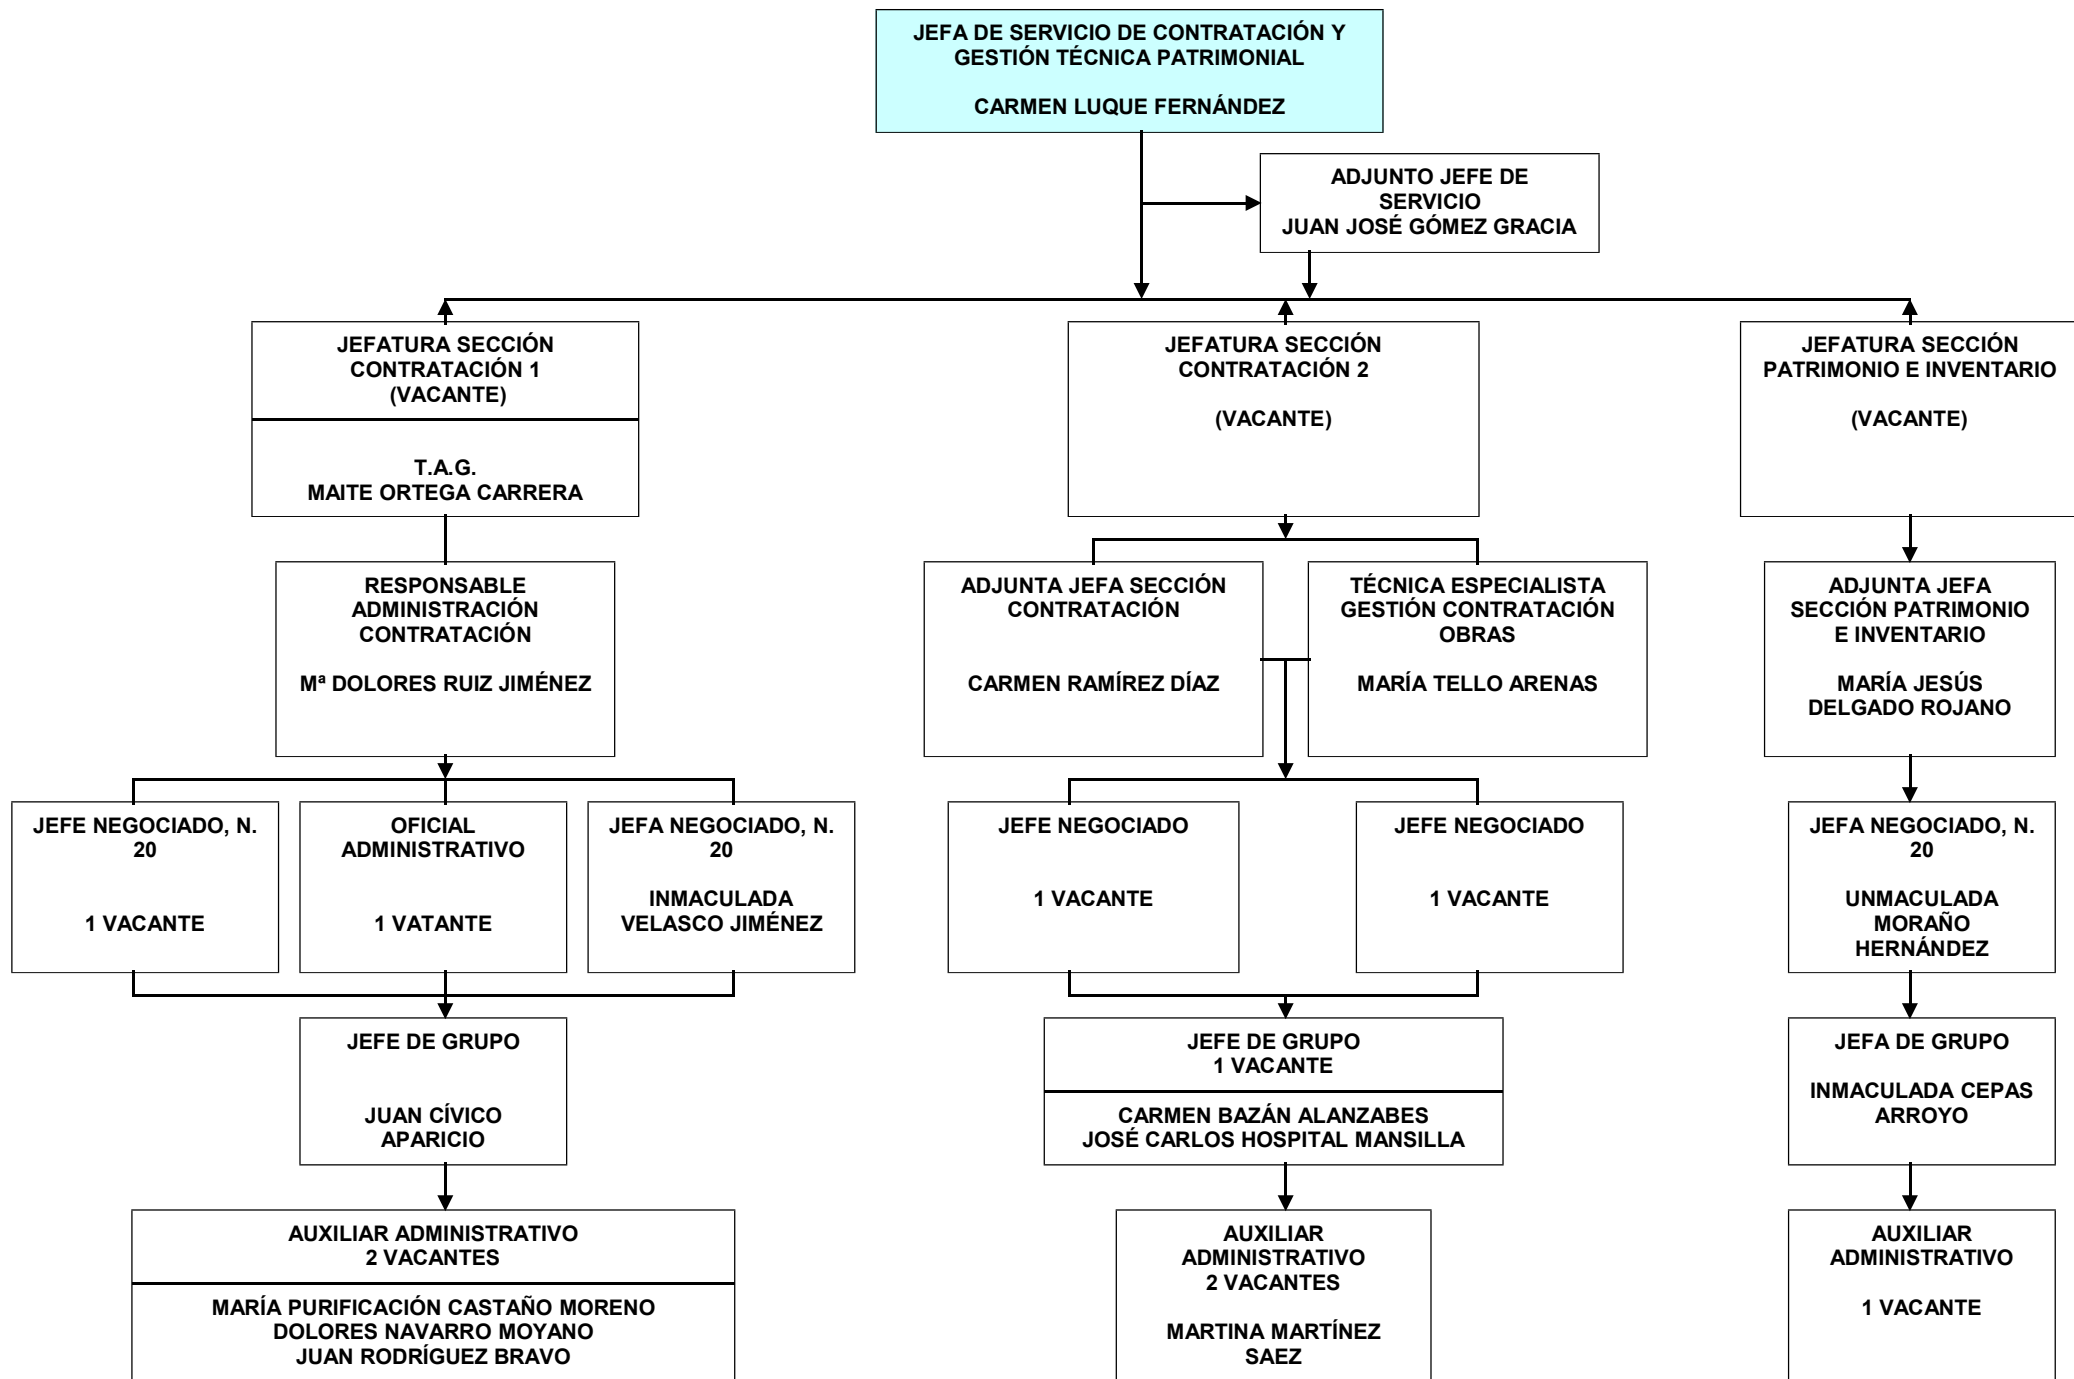 JEFA DE SERVICIO DE CONTRATACIÓN Y
GESTIÓN TÉCNICA PATRIMONIAL
CARMEN LUQUE FERNÁNDEZ
ADJUNTO JEFE DE
SERVICIO
JUAN JOSÉ GÓMEZ GRACIA
JEFATURA SECCIÓN
CONTRATACIÓN 1
(VACANTE)
T.A.G.
MAITE ORTEGA CARRERA
JEFATURA SECCIÓN
CONTRATACIÓN 2
(VACANTE)
JEFATURA SECCIÓN
PATRIMONIO E INVENTARIO
(VACANTE)
RESPONSABLE
ADMINISTRACIÓN
CONTRATACIÓN
Mª DOLORES RUIZ JIMÉNEZ
ADJUNTA JEFA SECCIÓN
CONTRATACIÓN
CARMEN RAMÍREZ DÍAZ
TÉCNICA ESPECIALISTA
GESTIÓN CONTRATACIÓN
OBRAS
MARÍA TELLO ARENAS
ADJUNTA JEFA
SECCIÓN PATRIMONIO
E INVENTARIO
MARÍA JESÚS
DELGADO ROJANO
JEFE NEGOCIADO, N.
20
1 VACANTE
OFICIAL
ADMINISTRATIVO
1 VATANTE
JEFA NEGOCIADO, N.
20
INMACULADA
VELASCO JIMÉNEZ
JEFE NEGOCIADO
1 VACANTE
JEFE NEGOCIADO
1 VACANTE
JEFA NEGOCIADO, N.
20
UNMACULADA
MORAÑO
HERNÁNDEZ
JEFE DE GRUPO
JUAN CÍVICO
APARICIO
JEFE DE GRUPO
1 VACANTE
CARMEN BAZÁN ALANZABES
JOSÉ CARLOS HOSPITAL MANSILLA
JEFA DE GRUPO
INMACULADA CEPAS
ARROYO
AUXILIAR ADMINISTRATIVO
2 VACANTES
MARÍA PURIFICACIÓN CASTAÑO MORENO
DOLORES NAVARRO MOYANO
JUAN RODRÍGUEZ BRAVO
AUXILIAR
ADMINISTRATIVO
2 VACANTES
MARTINA MARTÍNEZ
SAEZ
AUXILIAR
ADMINISTRATIVO
1 VACANTE